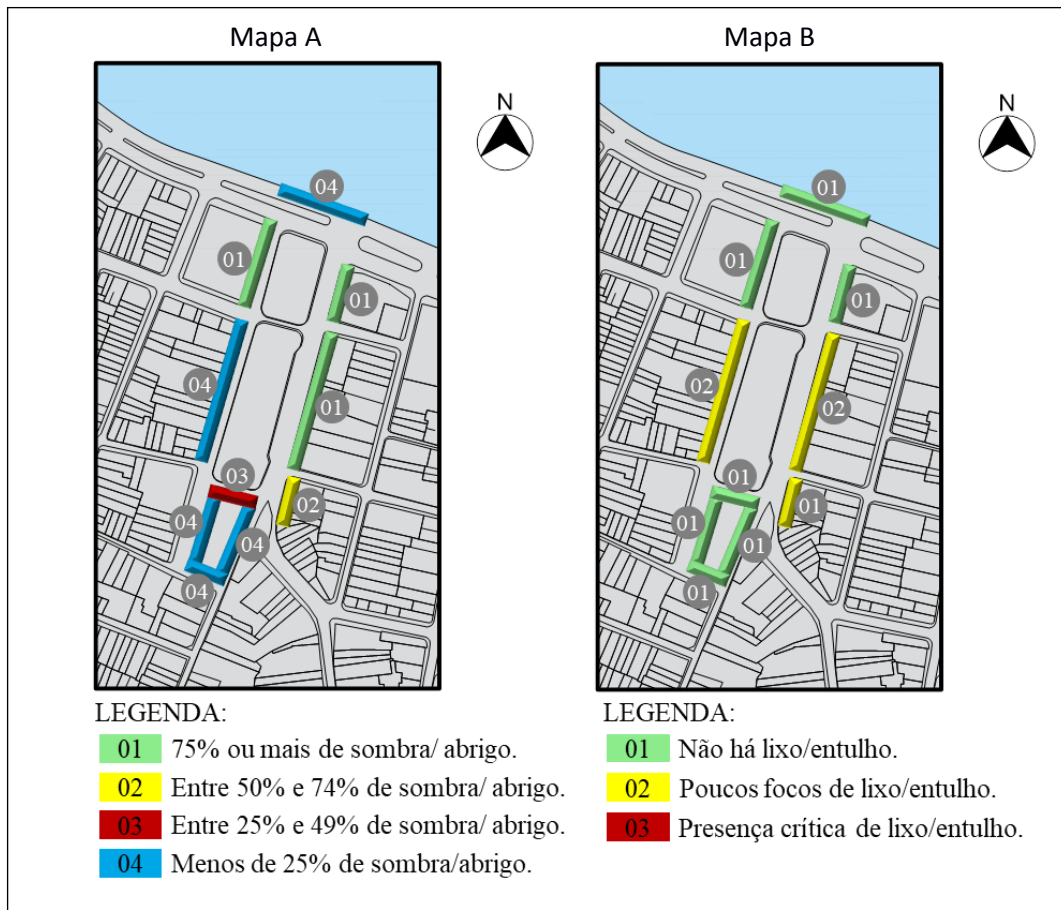 Mapa A
N
04
01
01
04
01
03
02
04
04
04
LEGENDA:
01 75% ou mais de sombra/ abrigo.
02 Entre 50% e 74% de sombra/ abrigo.
03 Entre 25% e 49% de sombra/ abrigo.
04 Menos de 25% de sombra/abrigo.
Mapa B
N
01
01
01
02
02
01
01
01
01
01
LEGENDA:
01 Não há lixo/entulho.
02 Poucos focos de lixo/entulho.
03 Presença crítica de lixo/entulho.